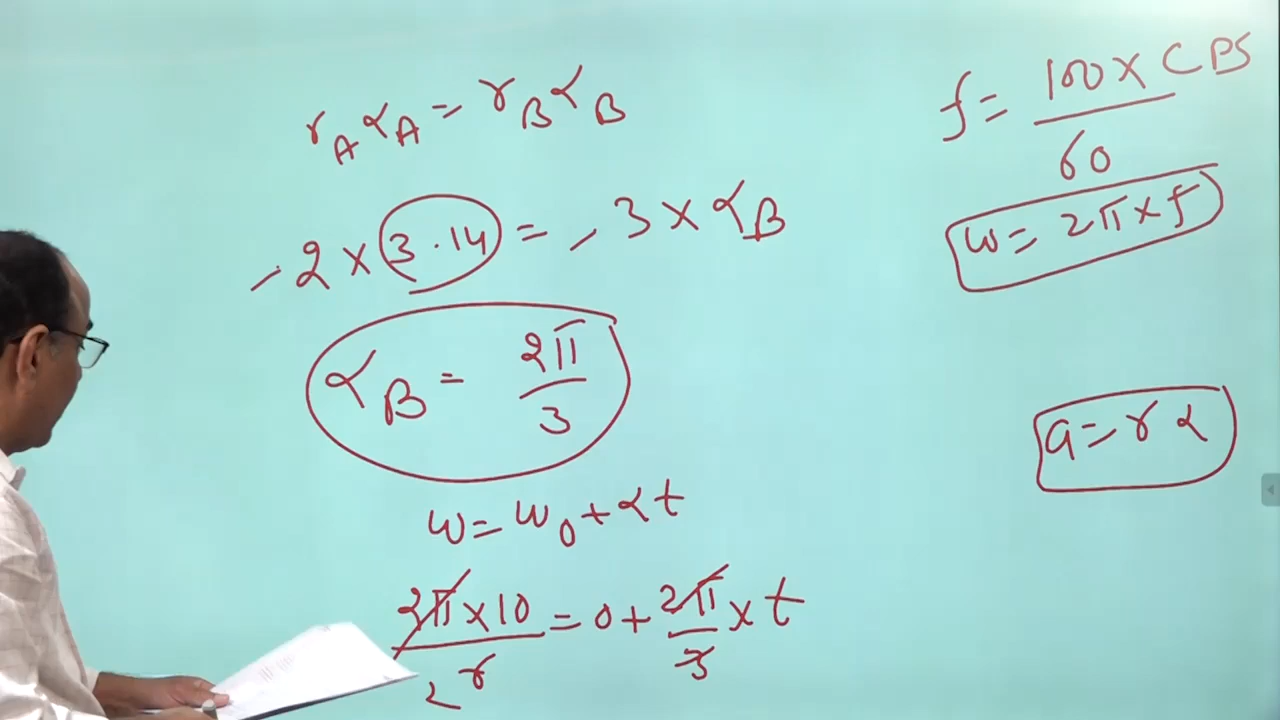 r_A α_A = r_B α_B
2 × 3.14 = 3 × α_B
α_B = 2π/3
ω = ω_0 + αt
2π × 10 / 6 = 0 + 2π/3 × t
2
f = 100 × CPS / 60
ω = 2π × f
a = r α